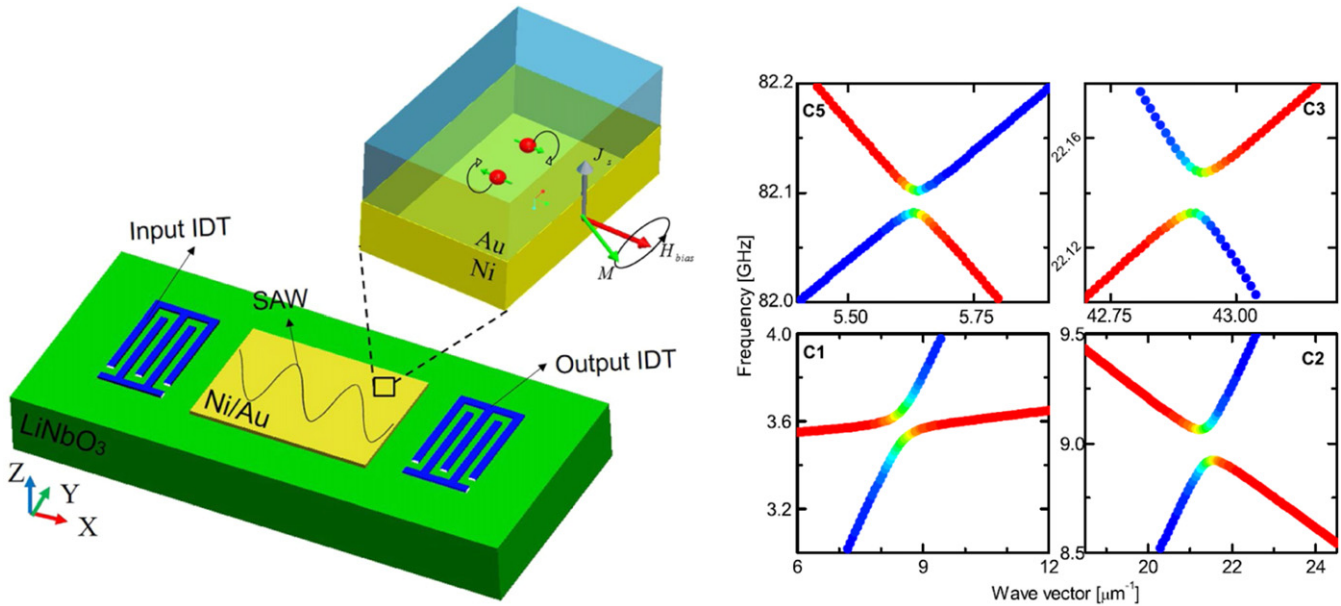 Au
Ni
J s
M
H bias
Input IDT
SAW
Output IDT
Ni/Au
LiNbO3
Z
Y
X
Frequency [GHz]
82.2
82.1
82.0
C5
5.50
5.75
C3
22.16
22.12
42.75
43.00
4.0
3.6
3.2
C1
6
9
12
9.5
9.0
8.5
C2
20
22
24
Wave vector [μm⁻¹]